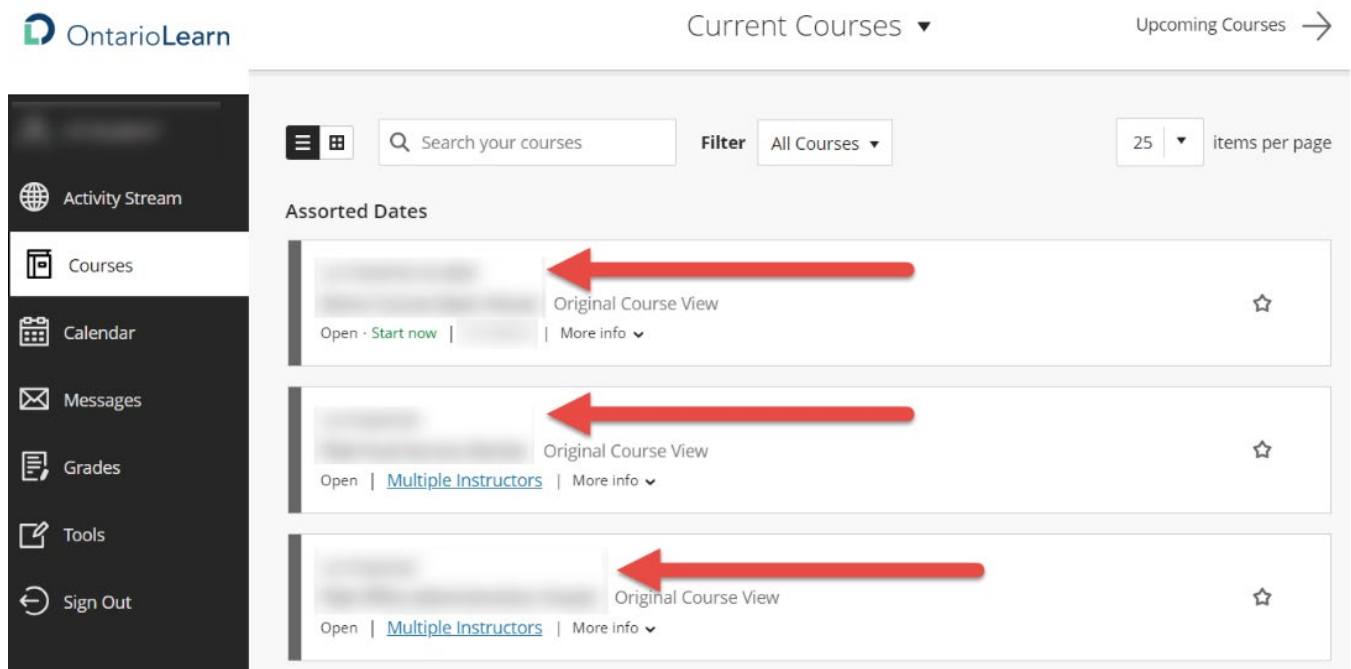 OntarioLearn
Current Courses
Upcoming Courses
Activity Stream
Courses
Calendar
Messages
Grades
Tools
Sign Out
Search your courses
Filter
All Courses
25
items per page
Assorted Dates
Original Course View
Open · Start now | | More info
Original Course View
Open | Multiple Instructors | More info
Original Course View
Open | Multiple Instructors | More info